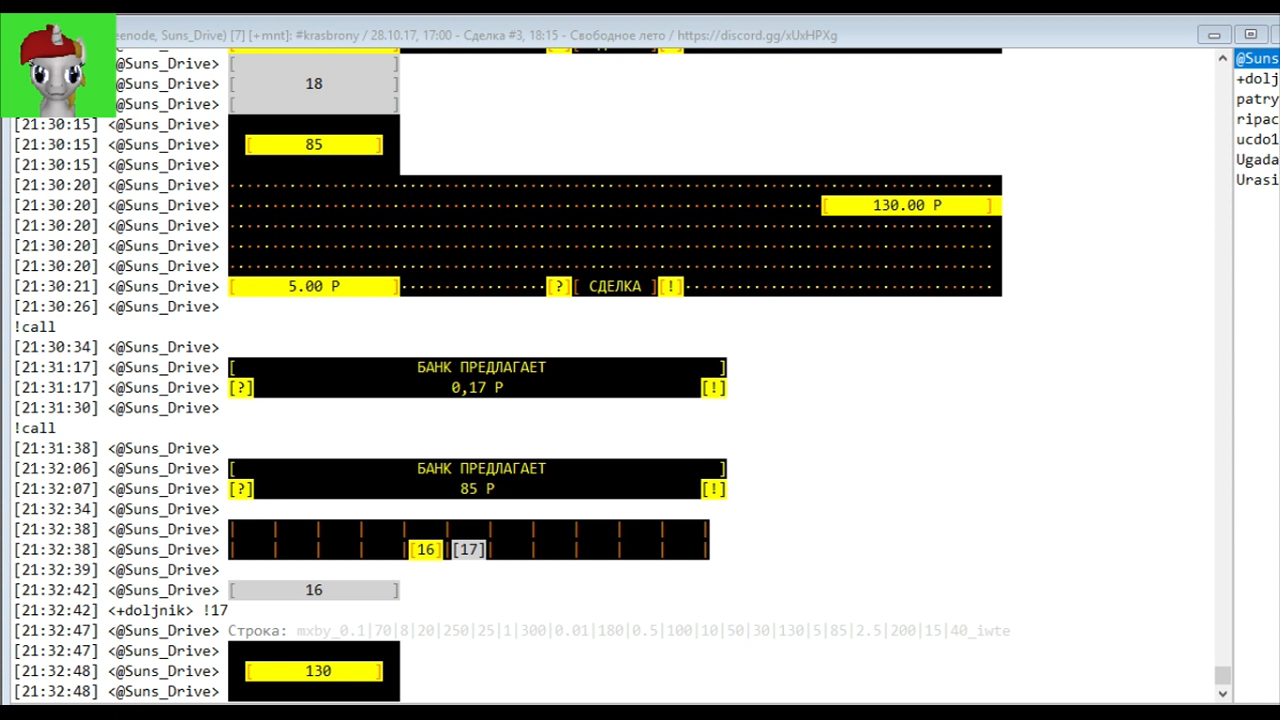 eenode, Suns_Drive) [7] [+mnt]: #krasbrony / 28.10.17, 17:00 - Сделка #3, 18:15 - Свободное лето / https://discord.gg/xUxHPXg
@Suns_Drive> [ ]
@Suns_Drive> [ 18 ]
@Suns_Drive> [ ]
[21:30:15] <@Suns_Drive>
[21:30:15] <@Suns_Drive> [ 85 ]
[21:30:15] <@Suns_Drive>
[21:30:20] <@Suns_Drive>
[21:30:20] <@Suns_Drive> [ 130.00 Р ]
[21:30:20] <@Suns_Drive>
[21:30:20] <@Suns_Drive>
[21:30:20] <@Suns_Drive>
[21:30:21] <@Suns_Drive> [ 5.00 Р ] [?][ СДЕЛКА ][!]
[21:30:26] <@Suns_Drive>
!call
[21:30:34] <@Suns_Drive>
[21:31:17] <@Suns_Drive> [ БАНК ПРЕДЛАГАЕТ ]
[21:31:17] <@Suns_Drive> [?] 0,17 Р [!]
[21:31:30] <@Suns_Drive>
!call
[21:31:38] <@Suns_Drive>
[21:32:06] <@Suns_Drive> [ БАНК ПРЕДЛАГАЕТ ]
[21:32:07] <@Suns_Drive> [?] 85 Р [!]
[21:32:34] <@Suns_Drive>
[21:32:38] <@Suns_Drive> | | | | | | | | | | | |
[21:32:38] <@Suns_Drive> | | | | |[16]|[17]| | | | | |
[21:32:39] <@Suns_Drive>
[21:32:42] <@Suns_Drive> [ 16 ]
[21:32:42] <+doljnik> !17
[21:32:47] <@Suns_Drive> Строка: mxby_0.1|70|8|20|250|25|1|300|0.01|180|0.5|100|10|50|30|130|5|85|2.5|200|15|40_iwte
[21:32:47] <@Suns_Drive>
[21:32:48] <@Suns_Drive> [ 130 ]
[21:32:48] <@Suns_Drive>
@Suns
+dolj
patry
ripac
ucdo1
Ugada
Urasi